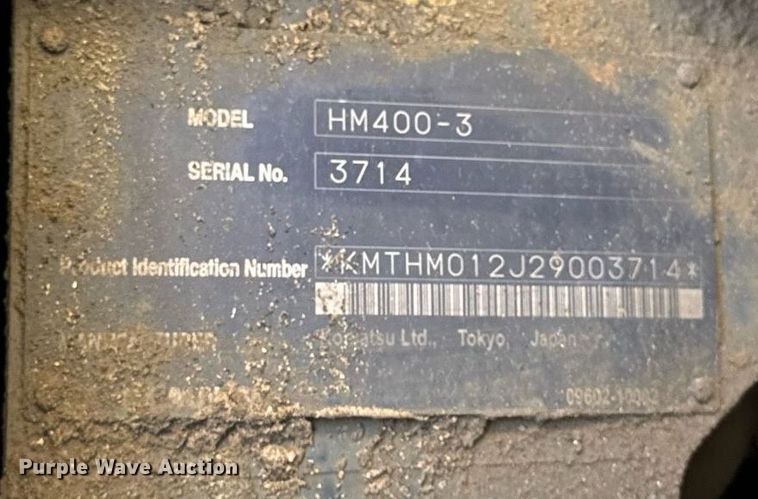 MODEL HM400-3
SERIAL No. 3714
Product Identification Number *KMTHM012J29003714*
Komatsu Ltd., Tokyo, Japan
Purple Wave Auction